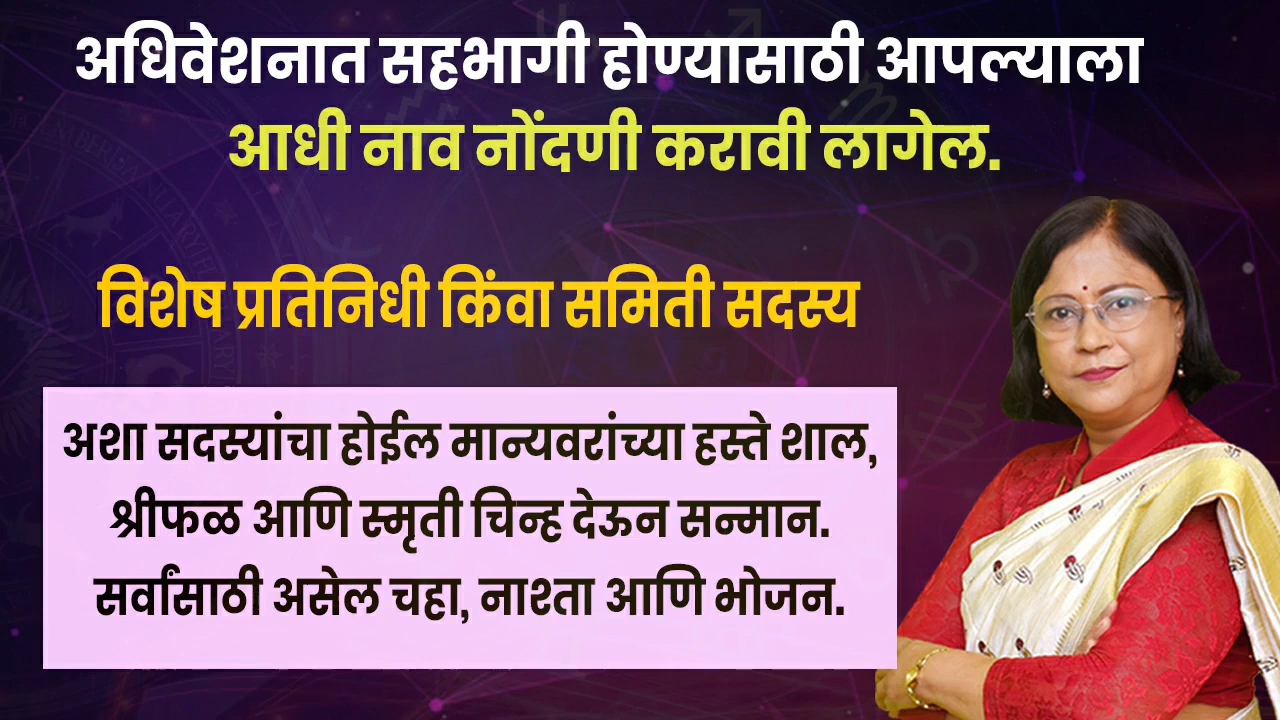 अधिवेशनात सहभागी होण्यासाठी आपल्याला
आधी नाव नोंदणी करावी लागेल.
विशेष प्रतिनिधी किंवा समिती सदस्य
अशा सदस्यांचा होईल मान्यवरांच्या हस्ते शाल,
श्रीफळ आणि स्मृती चिन्ह देऊन सन्मान.
सर्वांसाठी असेल चहा, नाश्ता आणि भोजन.